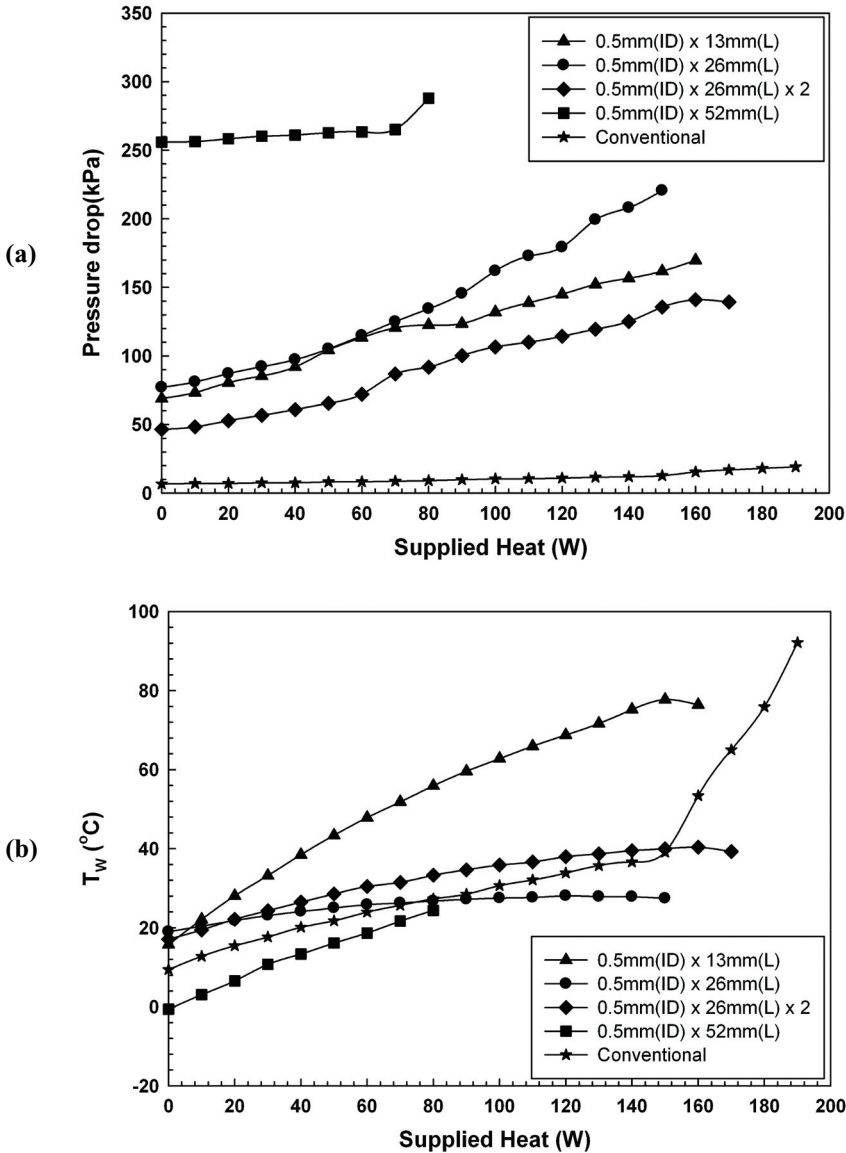 (a)
Pressure drop(kPa)
350
300
250
200
150
100
50
0
0.5mm(ID) x 13mm(L)
0.5mm(ID) x 26mm(L)
0.5mm(ID) x 26mm(L) x 2
0.5mm(ID) x 52mm(L)
Conventional
0 20 40 60 80 100 120 140 160 180 200
Supplied Heat (W)
(b)
TW (oC)
100
80
60
40
20
0
-20
0.5mm(ID) x 13mm(L)
0.5mm(ID) x 26mm(L)
0.5mm(ID) x 26mm(L) x 2
0.5mm(ID) x 52mm(L)
Conventional
0 20 40 60 80 100 120 140 160 180 200
Supplied Heat (W)